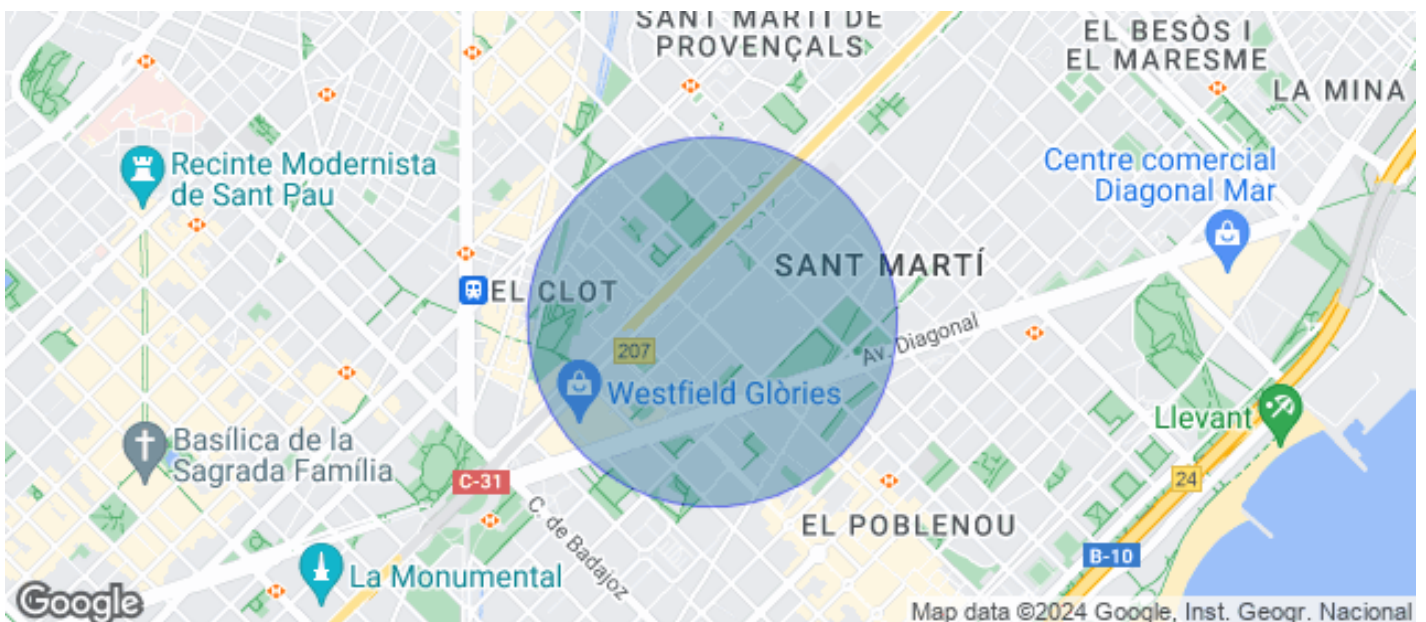 SANT MARTÍ DE
PROVENÇALS
EL BESÒS I
EL MARESME
LA MINA
Recinte Modernista
de Sant Pau
Centre comercial
Diagonal Mar
SANT MARTÍ
EL CLOT
207
Av. Diagonal
Westfield Glòries
Llevant
Basílica de la
Sagrada Família
C-31
24
C. de Badajoz
EL POBLENOU
B-10
La Monumental
Google
Map data ©2024 Google, Inst. Geogr. Nacional